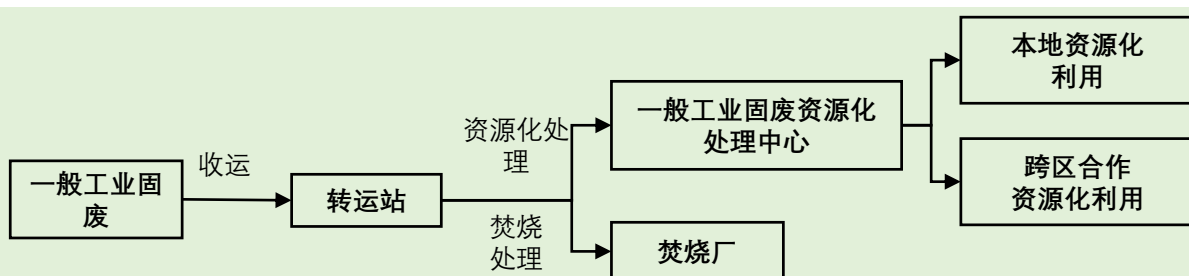 一般工业固
废
收运
转运站
资源化处
理
焚烧
处理
一般工业固废资源化
处理中心
焚烧厂
本地资源化
利用
跨区合作
资源化利用